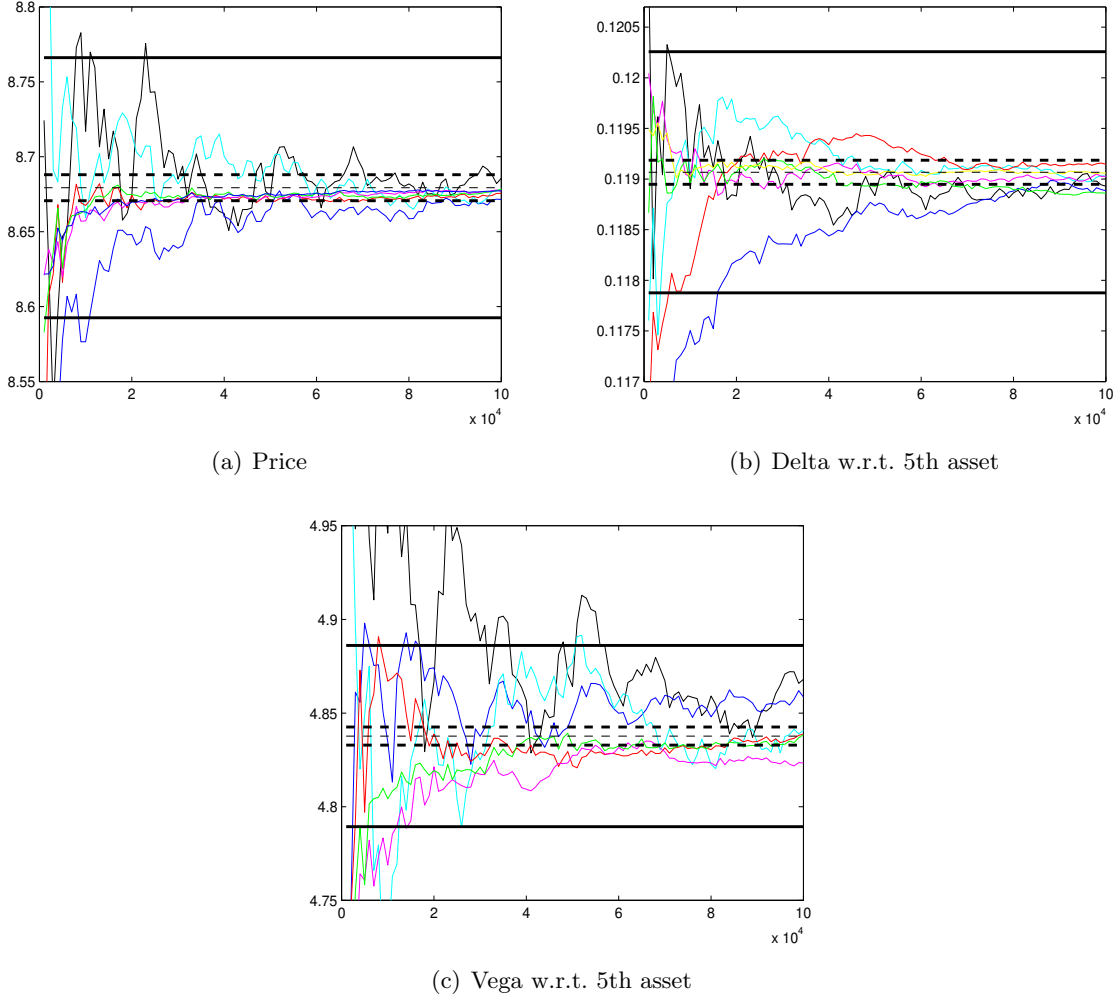 8.8
8.75
8.7
8.65
8.6
8.55
0 2 4 6 8 10
x 10^4
(a) Price
0.1205
0.12
0.1195
0.119
0.1185
0.118
0.1175
0.117
0 2 4 6 8 10
x 10^4
(b) Delta w.r.t. 5th asset
4.95
4.9
4.85
4.8
4.75
0 2 4 6 8 10
x 10^4
(c) Vega w.r.t. 5th asset